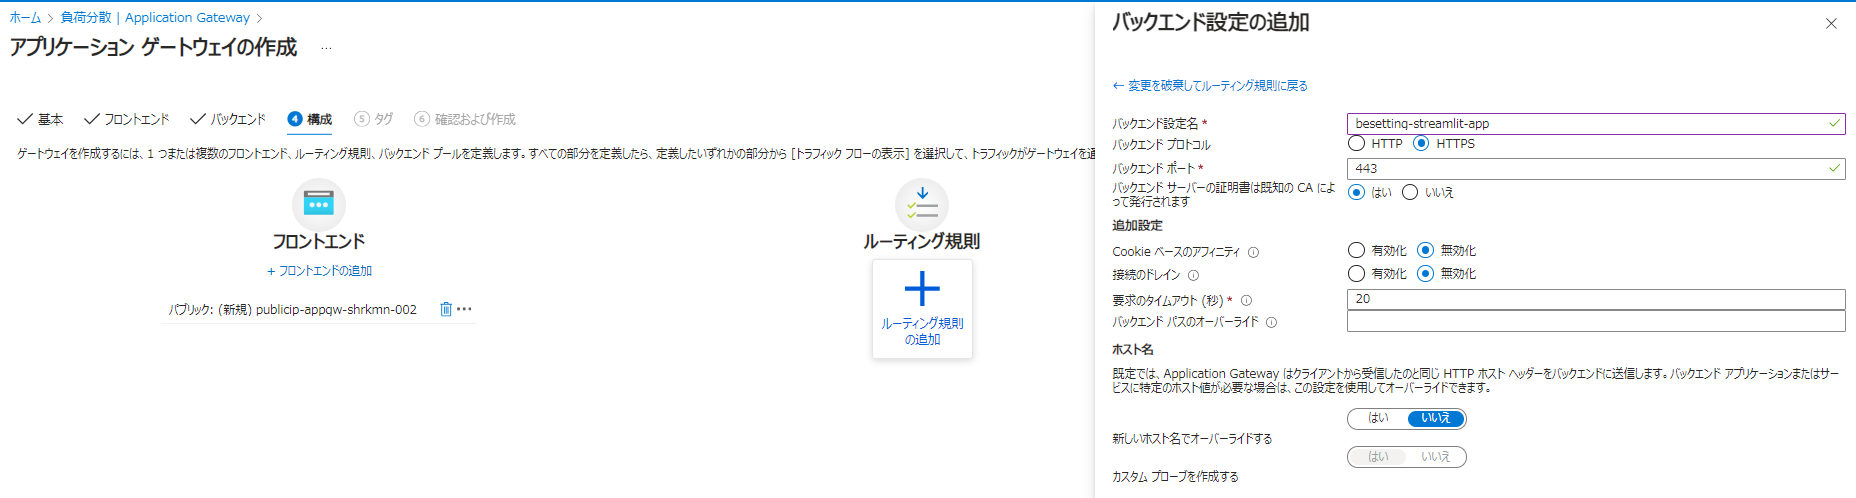 ホーム > 負荷分散 | Application Gateway >
アプリケーション ゲートウェイの作成 ...
基本 フロントエンド バックエンド 4 構成 5 タグ 6 確認および作成
ゲートウェイを作成するには、1 つまたは複数のフロントエンド、ルーティング規則、バックエンド プールを定義します。すべての部分を定義したら、定義したいずれかの部分から [トラフィック フローの表示] を選択して、トラフィックがゲートウェイを通
フロントエンド
+ フロントエンドの追加
パブリック: (新規) publicip-appgw-shrkmn-002 ...
ルーティング規則
ルーティング規則
の追加
バックエンド設定の追加
← 変更を破棄してルーティング規則に戻る
バックエンド設定名 * besetting-streamlit-app
バックエンド プロトコル HTTP HTTPS
バックエンド ポート * 443
バックエンド サーバーの証明書は既知の CA によ
って発行されます はい いいえ
追加設定
Cookie ベースのアフィニティ 有効化 無効化
接続のドレイン 有効化 無効化
要求のタイムアウト (秒) * 20
バックエンド パスのオーバーライド
ホスト名
既定では、Application Gateway はクライアントから受信したのと同じ HTTP ホスト ヘッダーをバックエンドに送信します。バックエンド アプリケーションまたはサー
ビスに特定のホスト値が必要な場合は、この設定を使用してオーバーライドできます。
はい いいえ
新しいホスト名でオーバーライドする
はい いいえ
カスタム プローブを作成する